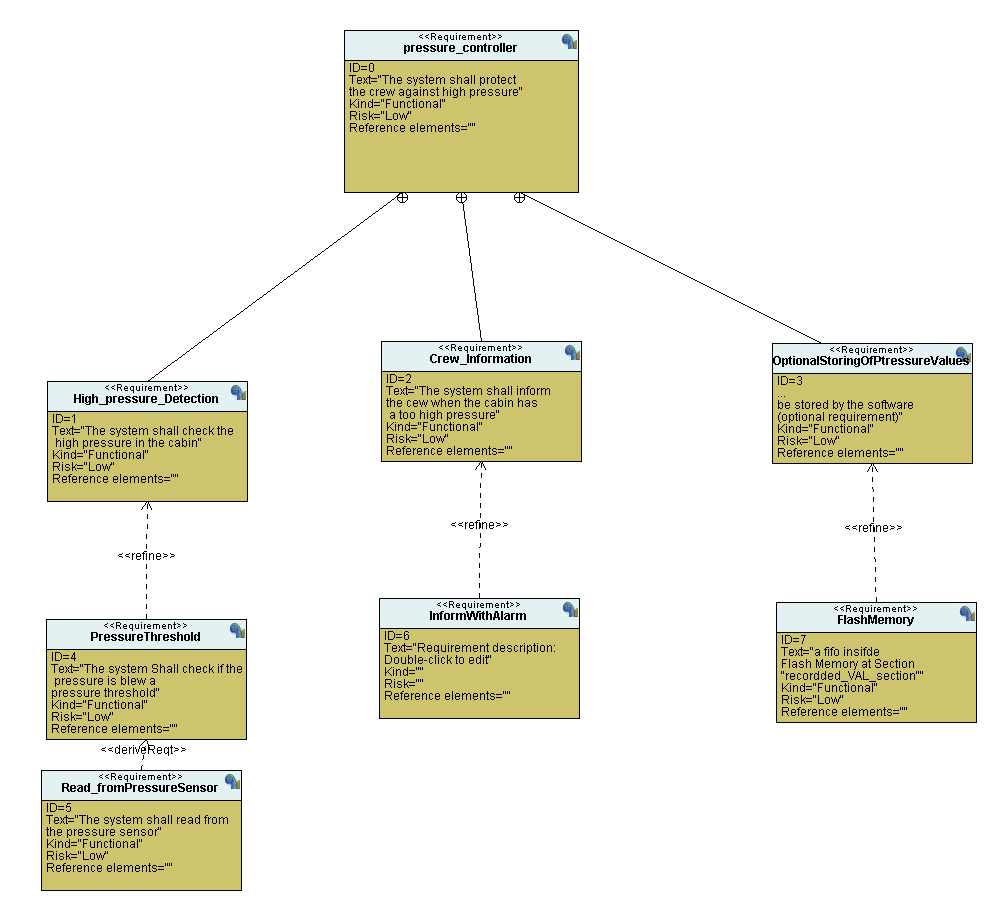 <<Requirement>>
pressure_controller
ID=0
Text="The system shall protect
the crew against high pressure"
Kind="Functional"
Risk="Low"
Reference elements=""
<<Requirement>>
High_pressure_Detection
ID=1
Text="The system shall check the
high pressure in the cabin"
Kind="Functional"
Risk="Low"
Reference elements=""
<<Requirement>>
Crew_Information
ID=2
Text="The system shall inform
the cew when the cabin has
a too high pressure"
Kind="Functional"
Risk="Low"
Reference elements=""
<<Requirement>>
OptionalStoringOfPtressureValues
ID=3
...
be stored by the software
(optional requirement)"
Kind="Functional"
Risk="Low"
Reference elements=""
<<refine>>
<<refine>>
<<refine>>
<<Requirement>>
PressureThreshold
ID=4
Text="The system Shall check if the
pressure is blew a
pressure threshold"
Kind="Functional"
Risk="Low"
Reference elements=""
<<Requirement>>
InformWithAlarm
ID=6
Text="Requirement description:
Double-click to edit"
Kind=""
Risk=""
Reference elements=""
<<Requirement>>
FlashMemory
ID=7
Text="a fifo insifde
Flash Memory at Section
"recordded_VAL_section""
Kind="Functional"
Risk="Low"
Reference elements=""
<<deriveReqt>>
<<Requirement>>
Read_fromPressureSensor
ID=5
Text="The system shall read from
the pressure sensor"
Kind="Functional"
Risk="Low"
Reference elements=""